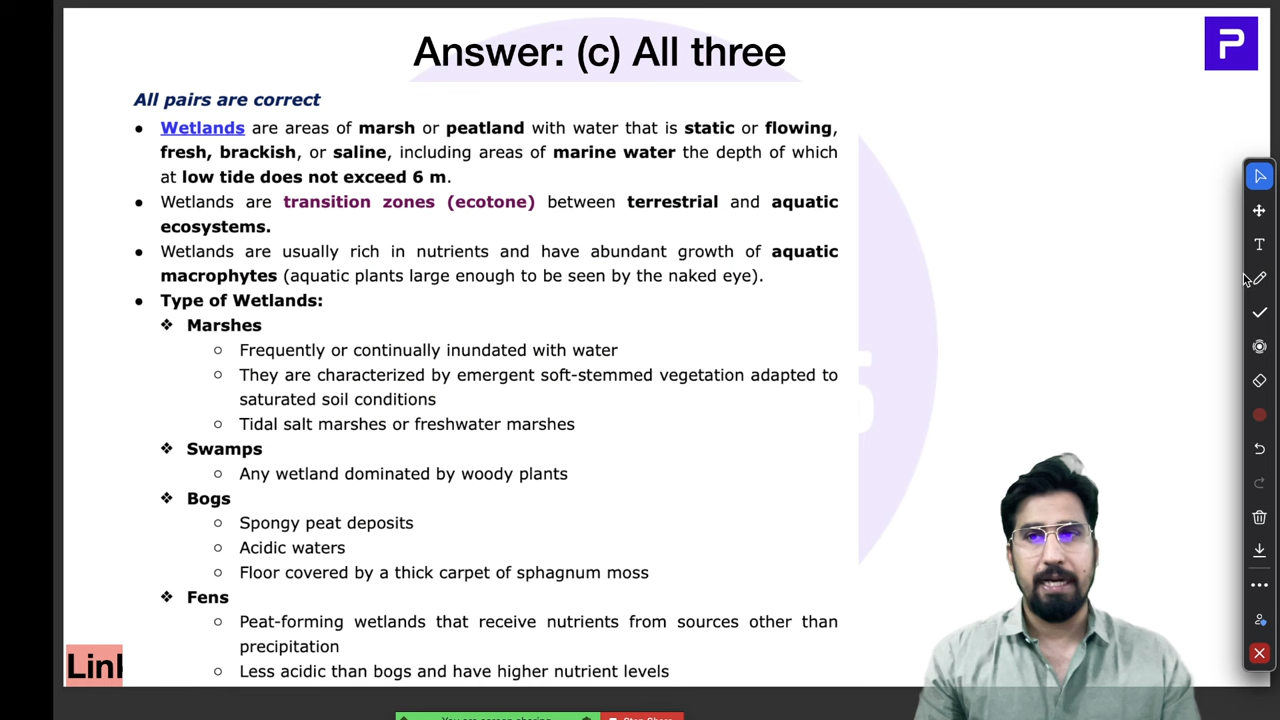 Answer: (c) All three
P
All pairs are correct
● Wetlands are areas of marsh or peatland with water that is static or flowing,
fresh, brackish, or saline, including areas of marine water the depth of which
at low tide does not exceed 6 m.
● Wetlands are transition zones (ecotone) between terrestrial and aquatic
ecosystems.
● Wetlands are usually rich in nutrients and have abundant growth of aquatic
macrophytes (aquatic plants large enough to be seen by the naked eye).
● Type of Wetlands:
❖ Marshes
○ Frequently or continually inundated with water
○ They are characterized by emergent soft-stemmed vegetation adapted to
saturated soil conditions
○ Tidal salt marshes or freshwater marshes
❖ Swamps
○ Any wetland dominated by woody plants
❖ Bogs
○ Spongy peat deposits
○ Acidic waters
○ Floor covered by a thick carpet of sphagnum moss
❖ Fens
○ Peat-forming wetlands that receive nutrients from sources other than
precipitation
○ Less acidic than bogs and have higher nutrient levels
T